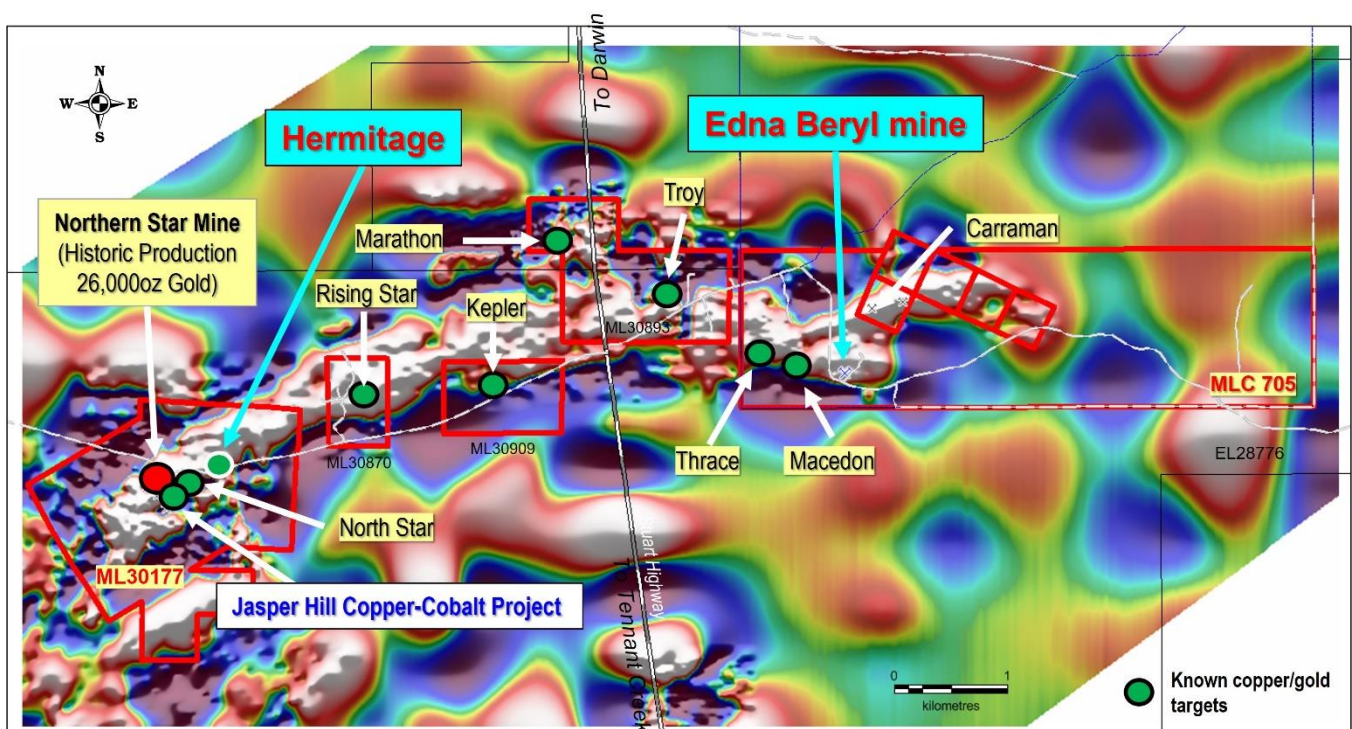 N
W E
S
To Darwin
Hermitage
Edna Beryl mine
Troy
Northern Star Mine
(Historic Production
26,000oz Gold)
Marathon
Carraman
Rising Star
Kepler
ML30893
MLC 705
ML30870
ML30909
Thrace
Macedon
EL28776
North Star
Stuart Highway
To Tennant Creek
ML30177
Jasper Hill Copper-Cobalt Project
0 1
kilometres
Known copper/gold
targets